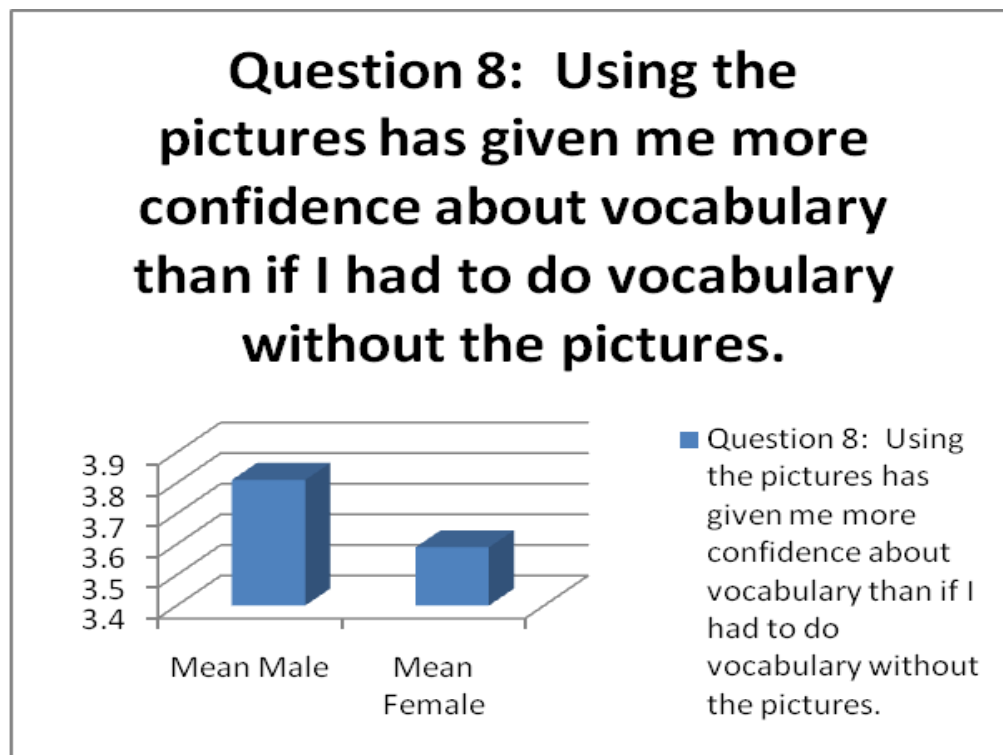 Question 8:  Using the
pictures has given me more
confidence about vocabulary
than if I had to do vocabulary
without the pictures.
3.9
3.8
3.7
3.6
3.5
3.4
Mean Male
Mean
Female
Question 8:  Using
the pictures has
given me more
confidence about
vocabulary than if I
had to do
vocabulary without
the pictures.